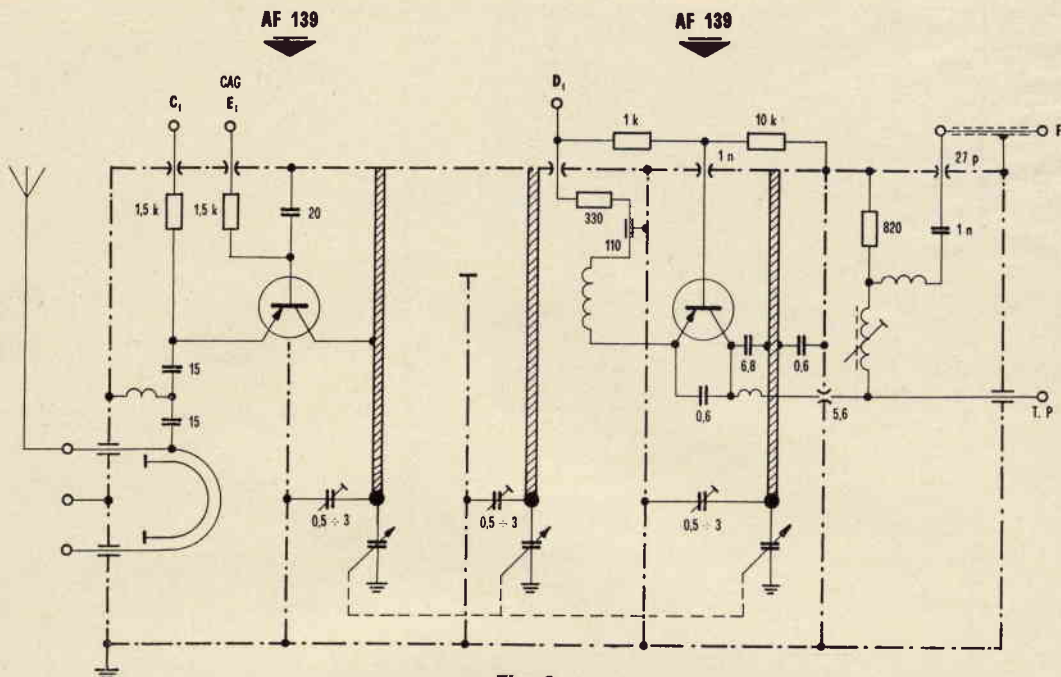 AF 139
AF 139
CAG
C₁
E₁
D₁
1 k
10 k
F
1,5 k
1,5 k
20
1 n
27 p
330
110
820
1 n
15
15
6,8
0,6
0,6
5,6
T. P
0,5 ÷ 3
0,5 ÷ 3
0,5 ÷ 3